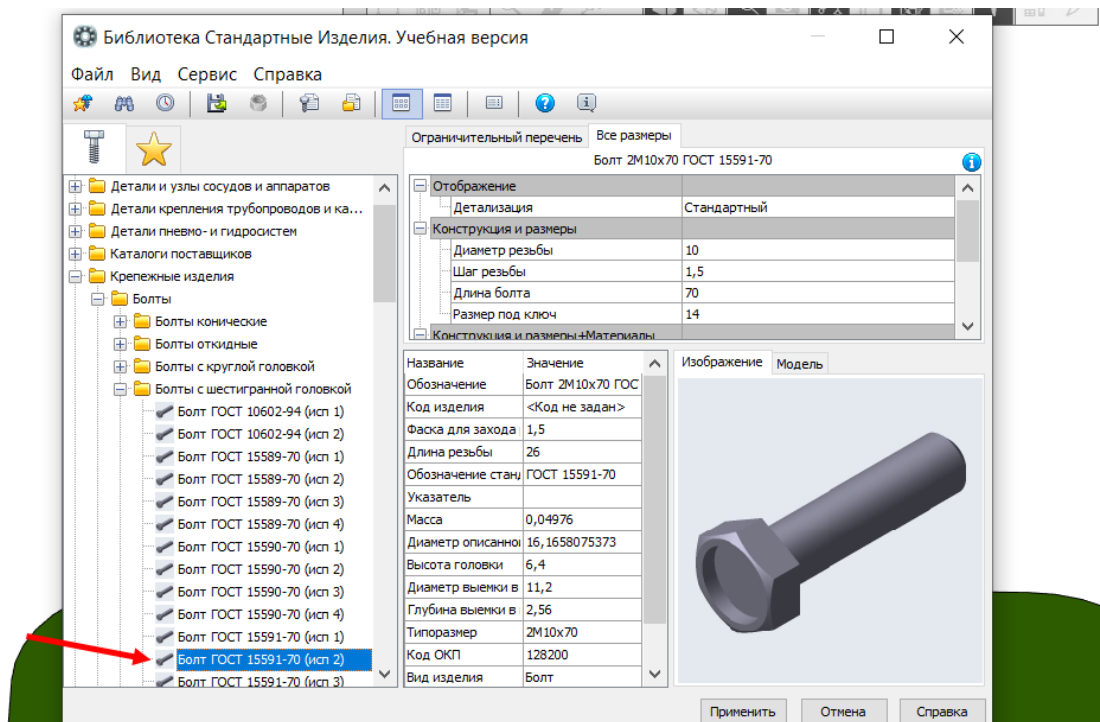 Библиотека Стандартные Изделия. Учебная версия
Файл Вид Сервис Справка
Ограничительный перечень Все размеры
Болт 2М10х70 ГОСТ 15591-70
Детали и узлы сосудов и аппаратов
Детали крепления трубопроводов и ка...
Детали пневмо- и гидросистем
Каталоги поставщиков
Крепежные изделия
Болты
Болты конические
Болты откидные
Болты с круглой головкой
Болты с шестигранной головкой
Болт ГОСТ 10602-94 (исп 1)
Болт ГОСТ 10602-94 (исп 2)
Болт ГОСТ 15589-70 (исп 1)
Болт ГОСТ 15589-70 (исп 2)
Болт ГОСТ 15589-70 (исп 3)
Болт ГОСТ 15589-70 (исп 4)
Болт ГОСТ 15590-70 (исп 1)
Болт ГОСТ 15590-70 (исп 2)
Болт ГОСТ 15590-70 (исп 3)
Болт ГОСТ 15590-70 (исп 4)
Болт ГОСТ 15591-70 (исп 1)
Болт ГОСТ 15591-70 (исп 2)
Болт ГОСТ 15591-70 (исп 3)
Отображение
Детализация Стандартный
Конструкция и размеры
Диаметр резьбы 10
Шаг резьбы 1,5
Длина болта 70
Размер под ключ 14
Конструкция и размеры+Материалы
Название Значение
Обозначение Болт 2М10х70 ГОС
Код изделия <Код не задан>
Фаска для захода 1,5
Длина резьбы 26
Обозначение стан ГОСТ 15591-70
Указатель
Масса 0,04976
Диаметр описанно 16,1658075373
Высота головки 6,4
Диаметр выемки в 11,2
Глубина выемки в 2,56
Типоразмер 2М10х70
Код ОКП 128200
Вид изделия Болт
Изображение Модель
Применить Отмена Справка